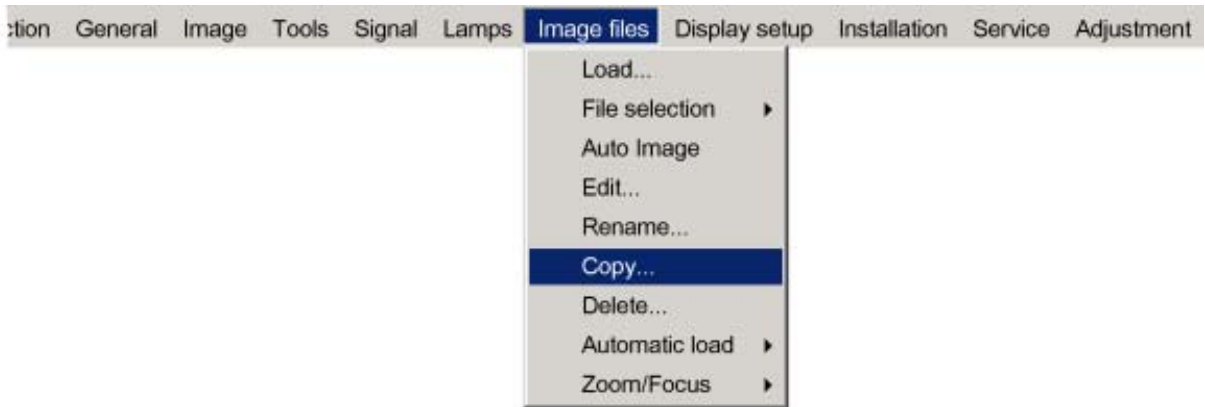 ction General Image Tools Signal Lamps Image files Display setup Installation Service Adjustment
Load...
File selection
Auto Image
Edit...
Rename...
Copy...
Delete...
Automatic load
Zoom/Focus